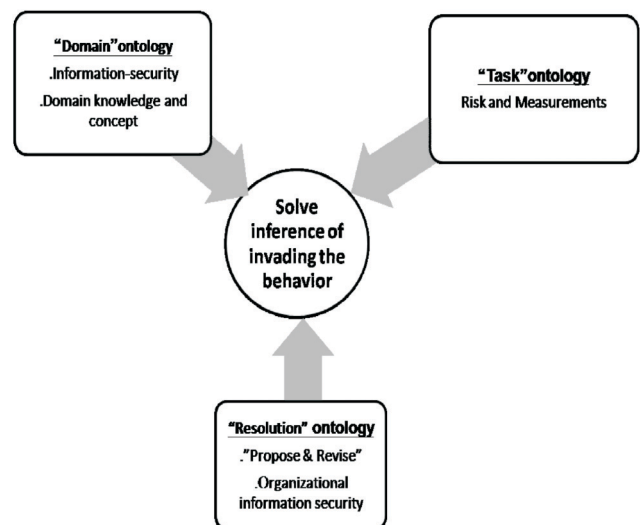 “Domain”ontology
.Information-security
.Domain knowledge and
concept
“Task”ontology
Risk and Measurements
Solve
inference of
invading the
behavior
“Resolution” ontology
.”Propose & Revise”
.Organizational
information security